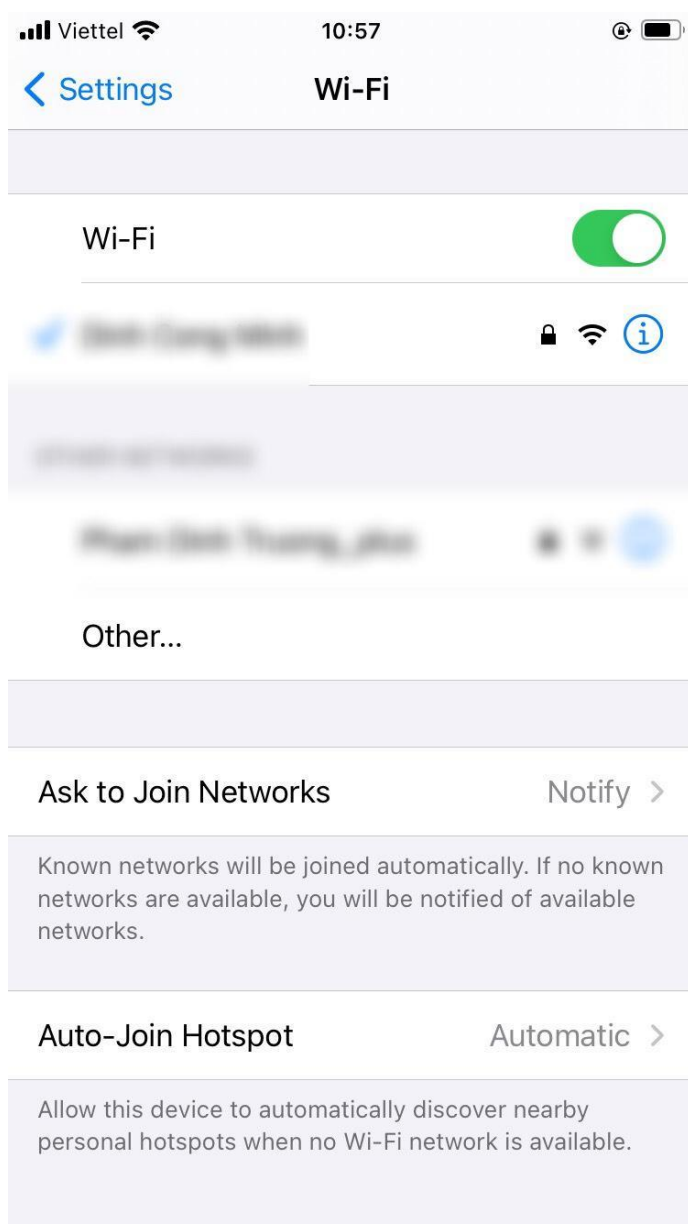 Viettel 10:57
Settings Wi-Fi
Wi-Fi
Other...
Ask to Join Networks Notify
Known networks will be joined automatically. If no known
networks are available, you will be notified of available
networks.
Auto-Join Hotspot Automatic
Allow this device to automatically discover nearby
personal hotspots when no Wi-Fi network is available.